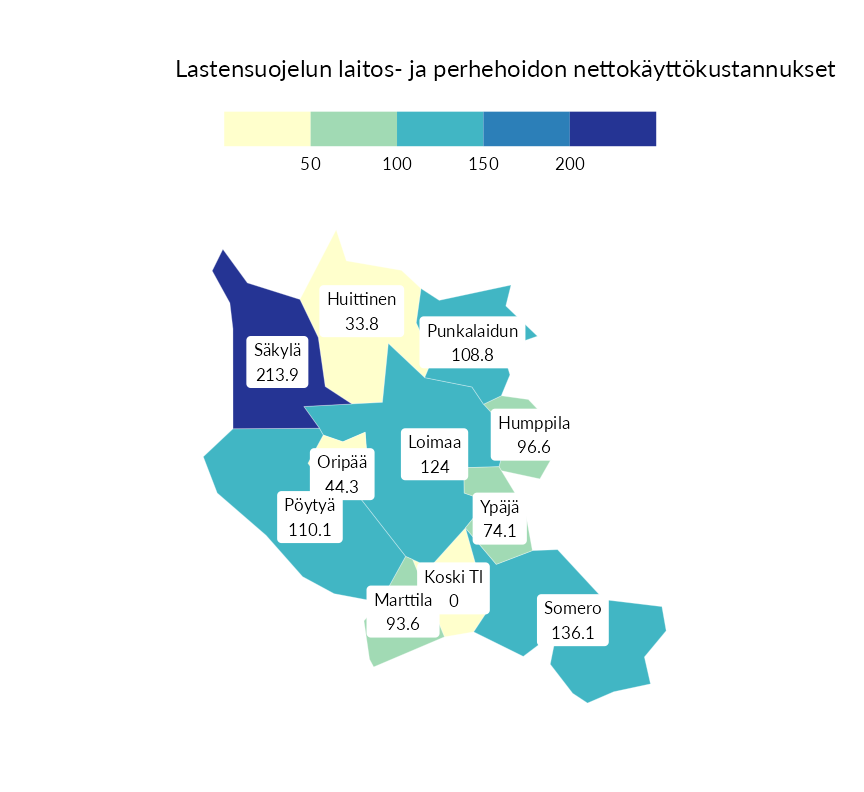 Lastensuojelun laitos- ja perhehoidon nettokäyttökustannukset
50 100 150 200
Huittinen
33.8
Punkalaidun
108.8
Säkylä
213.9
Humppila
96.6
Loimaa
124
Oripää
44.3
Pöytyä
110.1
Ypäjä
74.1
Koski Tl
0
Marttila
93.6
Somero
136.1